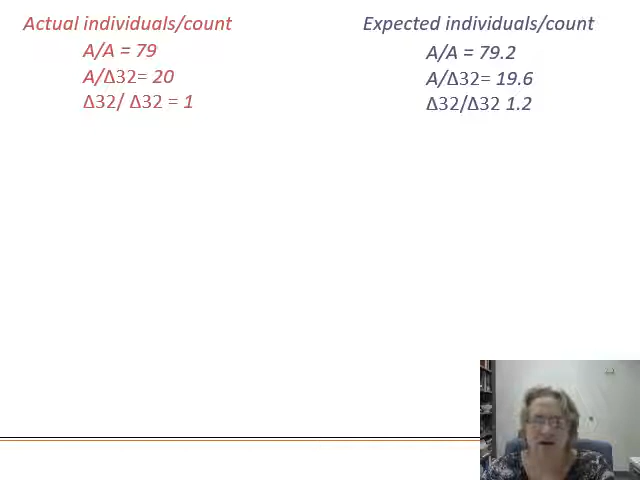 Actual individuals/count
A/A = 79
A/Δ32= 20
Δ32/ Δ32 = 1
Expected individuals/count
A/A = 79.2
A/Δ32= 19.6
Δ32/Δ32 1.2